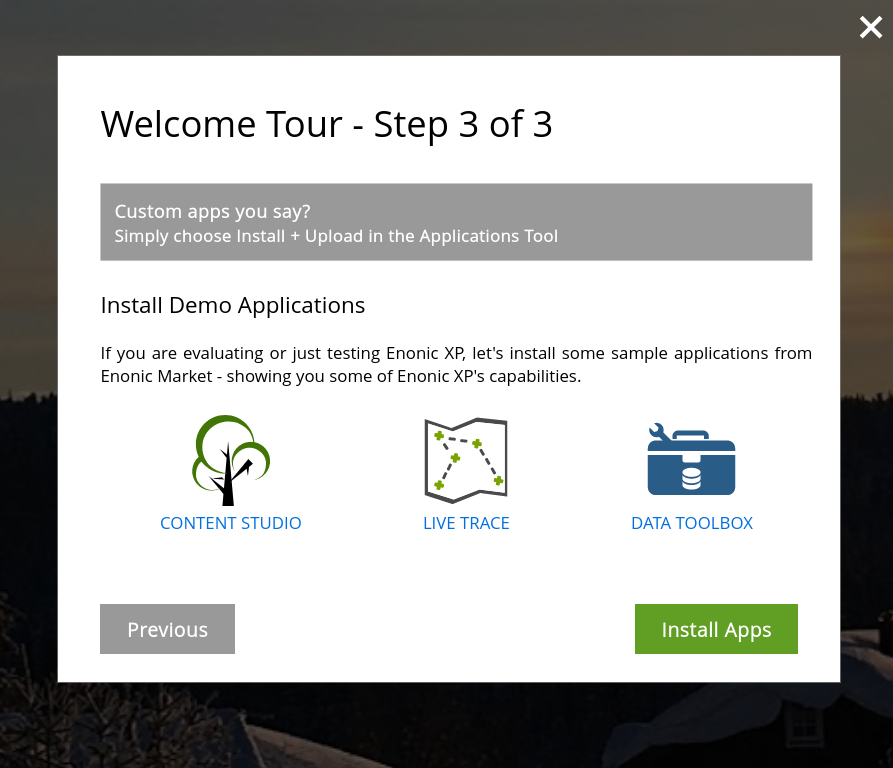 Welcome Tour - Step 3 of 3
Custom apps you say?
Simply choose Install + Upload in the Applications Tool
Install Demo Applications
If you are evaluating or just testing Enonic XP, let's install some sample applications from
Enonic Market - showing you some of Enonic XP's capabilities.
CONTENT STUDIO
LIVE TRACE
DATA TOOLBOX
Previous
Install Apps